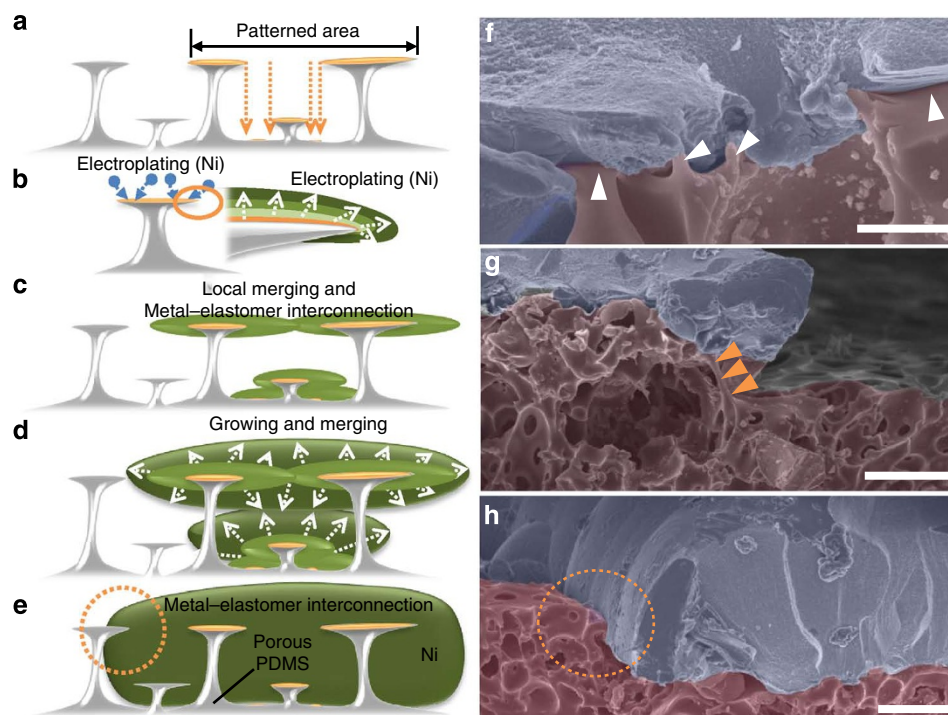 a
Patterned area
b
Electroplating (Ni)
Electroplating (Ni)
c
Local merging and
Metal–elastomer interconnection
d
Growing and merging
e
Metal–elastomer interconnection
Porous
PDMS
Ni
f
g
h